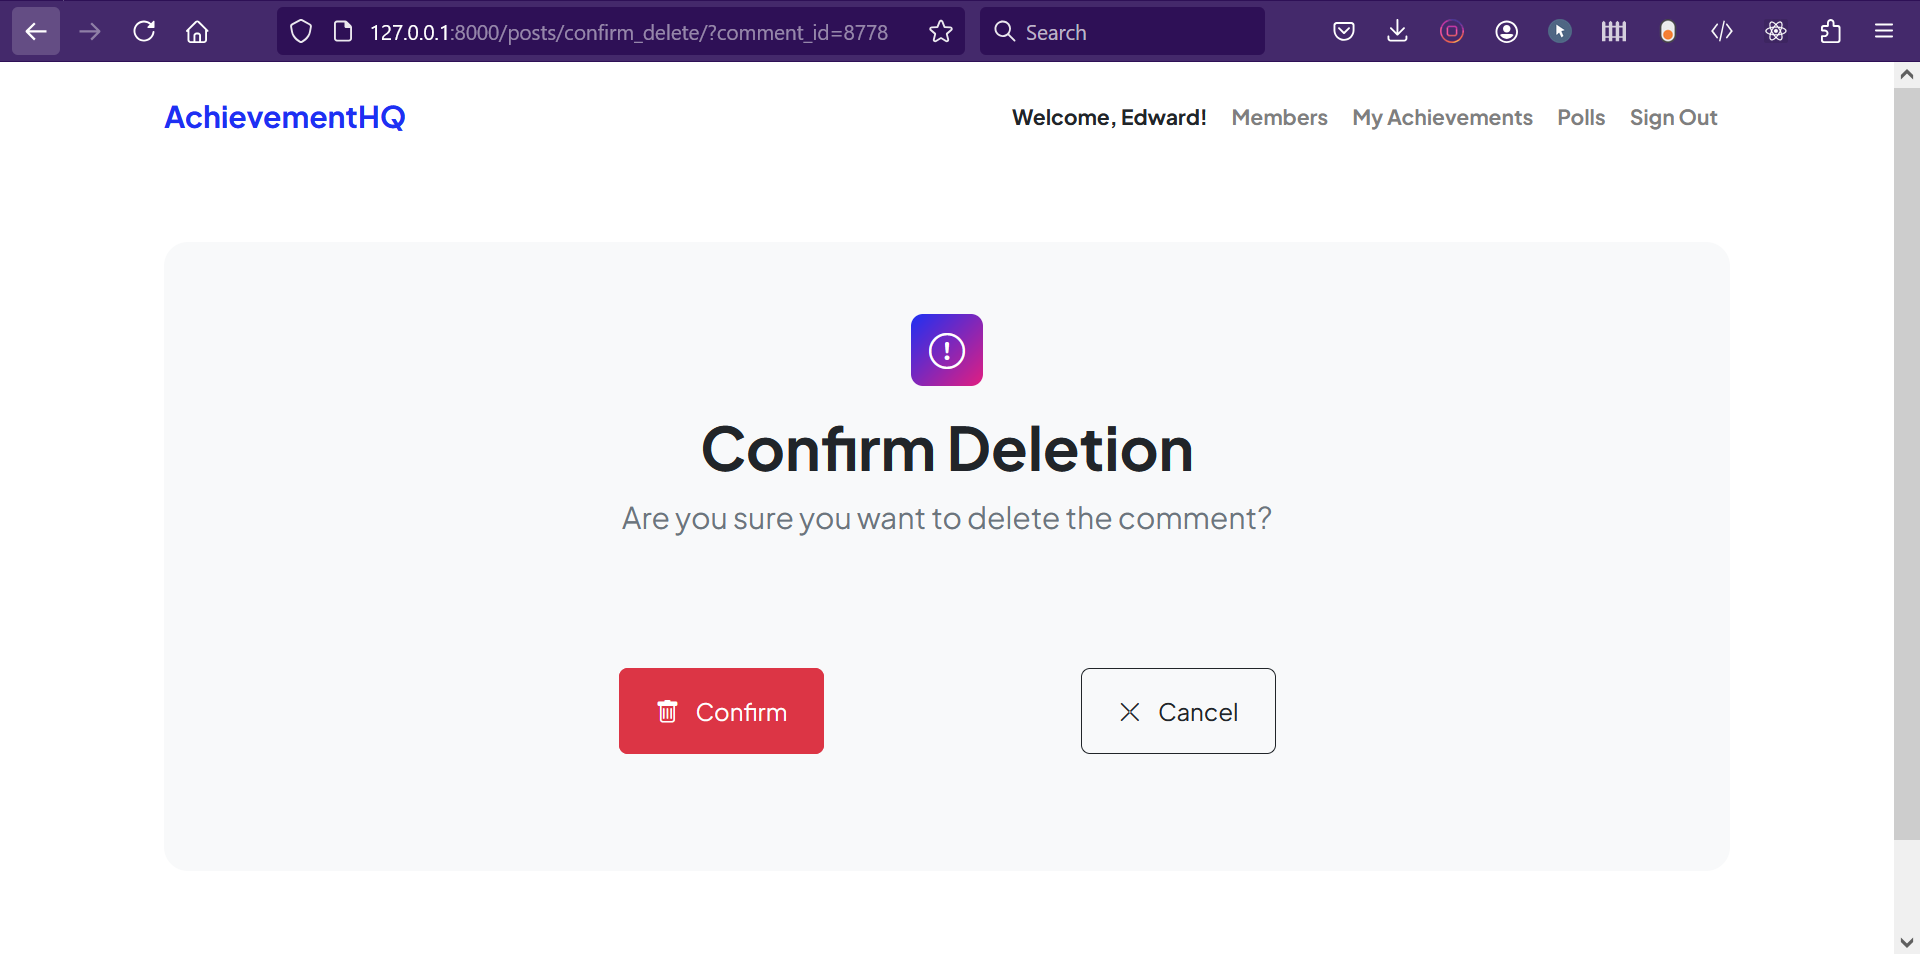 127.0.0.1:8000/posts/confirm_delete/?comment_id=8778
Search
AchievementHQ
Welcome, Edward!
Members
My Achievements
Polls
Sign Out
Confirm Deletion
Are you sure you want to delete the comment?
Confirm
Cancel